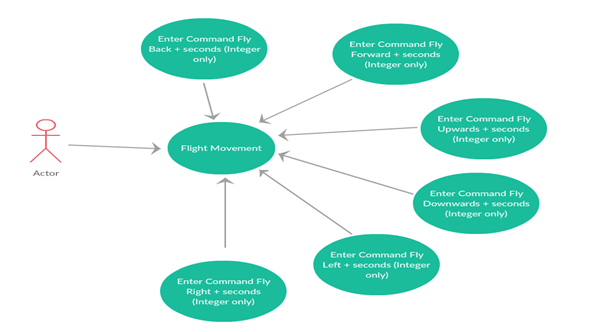 Enter Command Fly
Back + seconds (Integer
only)
Enter Command Fly
Forward + seconds
(Integer only)
Enter Command Fly
Upwards + seconds
(Integer only)
Flight Movement
Actor
Enter Command Fly
Downwards + seconds
(Integer only)
Enter Command Fly
Left + seconds (Integer
only)
Enter Command Fly
Right + seconds
(Integer only)